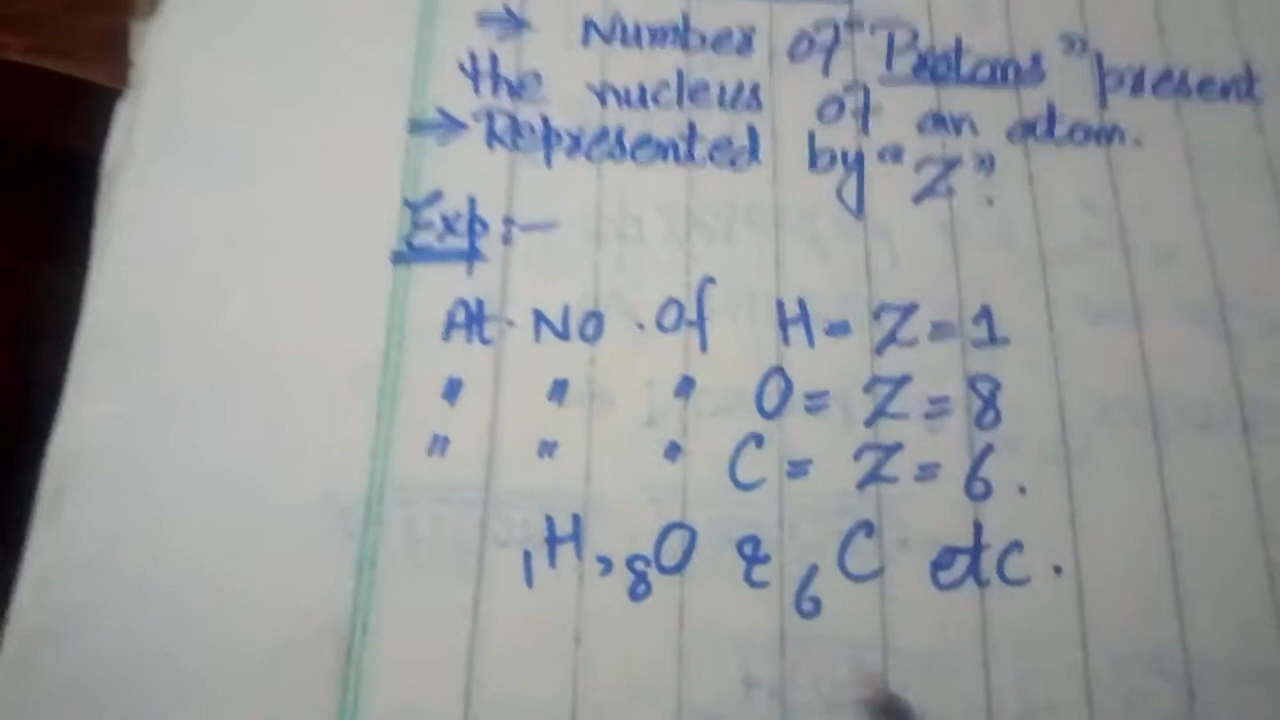 → Number of "Protons" present
the nucleus of an atom.
→ Represented by "Z".
Exp:-
At. No. of H = Z = 1
" " " O = Z = 8
" " " C = Z = 6.
₁H, ₈O & ₆C etc.